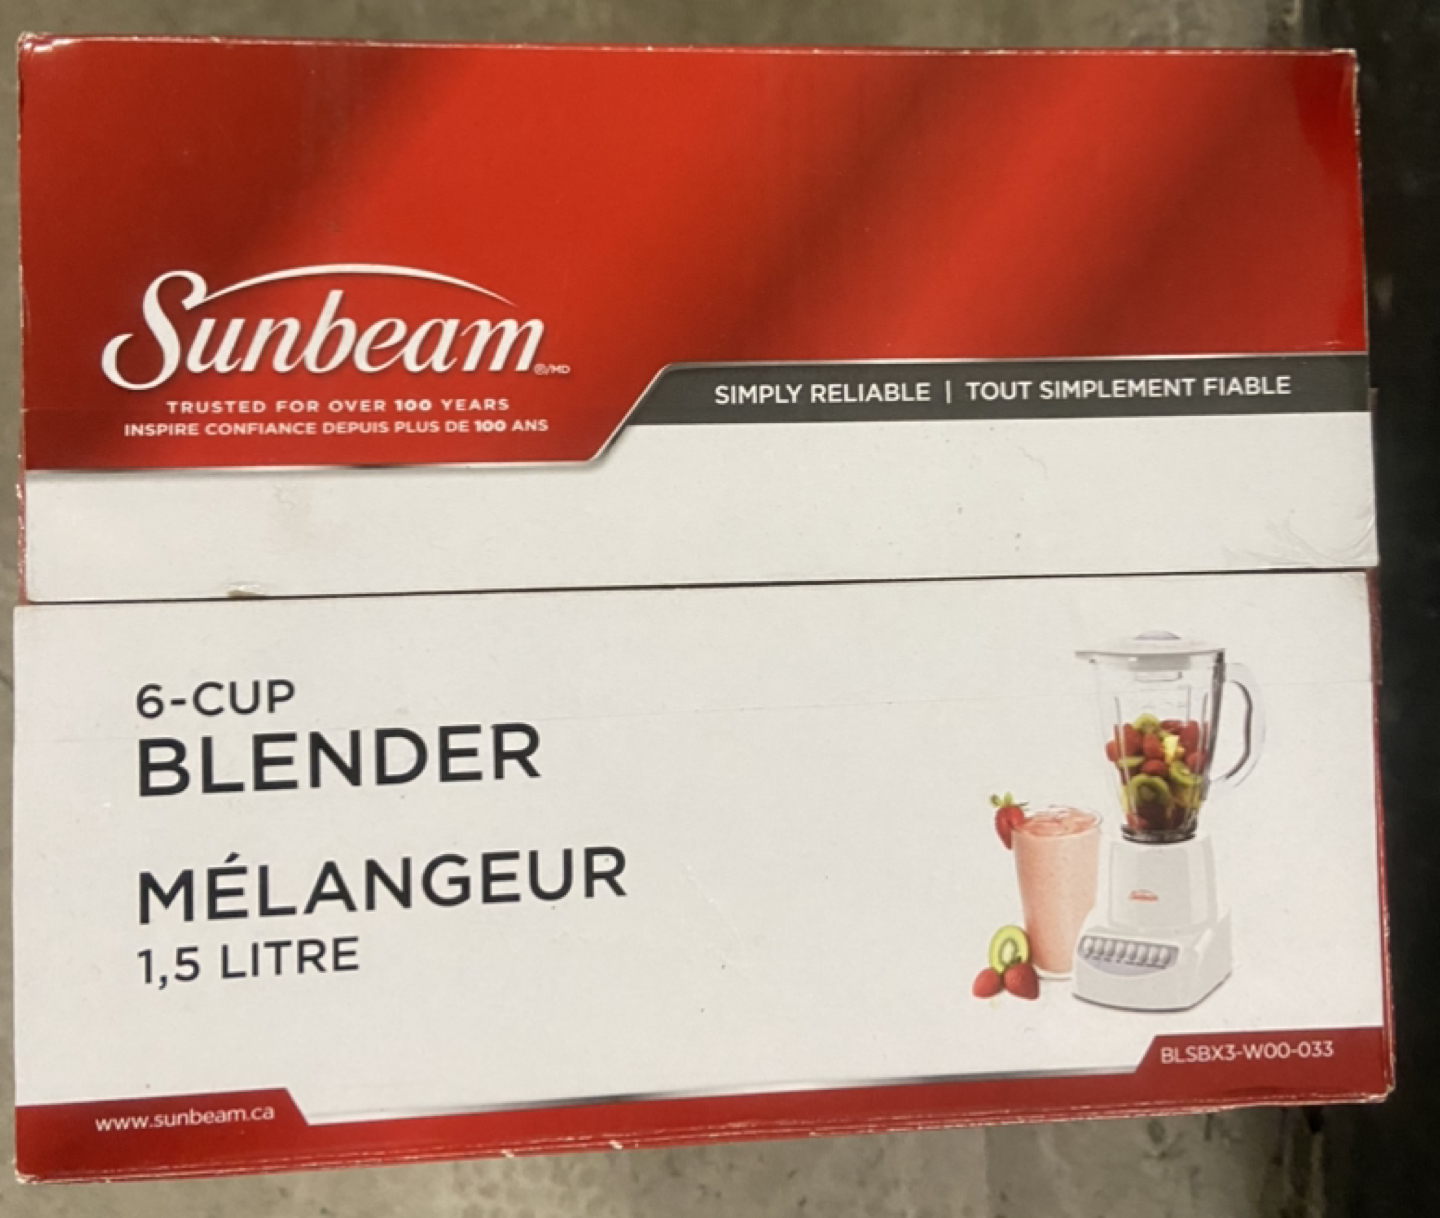 Sunbeam ®/MD
TRUSTED FOR OVER 100 YEARS
INSPIRE CONFIANCE DEPUIS PLUS DE 100 ANS
SIMPLY RELIABLE | TOUT SIMPLEMENT FIABLE
6-CUP
BLENDER
MÉLANGEUR
1,5 LITRE
Sunbeam
BLSBX3-W00-033
www.sunbeam.ca